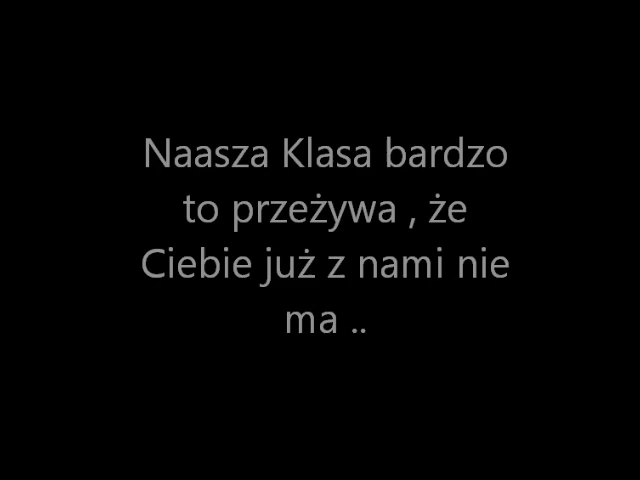 Naasza Klasa bardzo
to przeżywa , że
Ciebie już z nami nie
ma ..